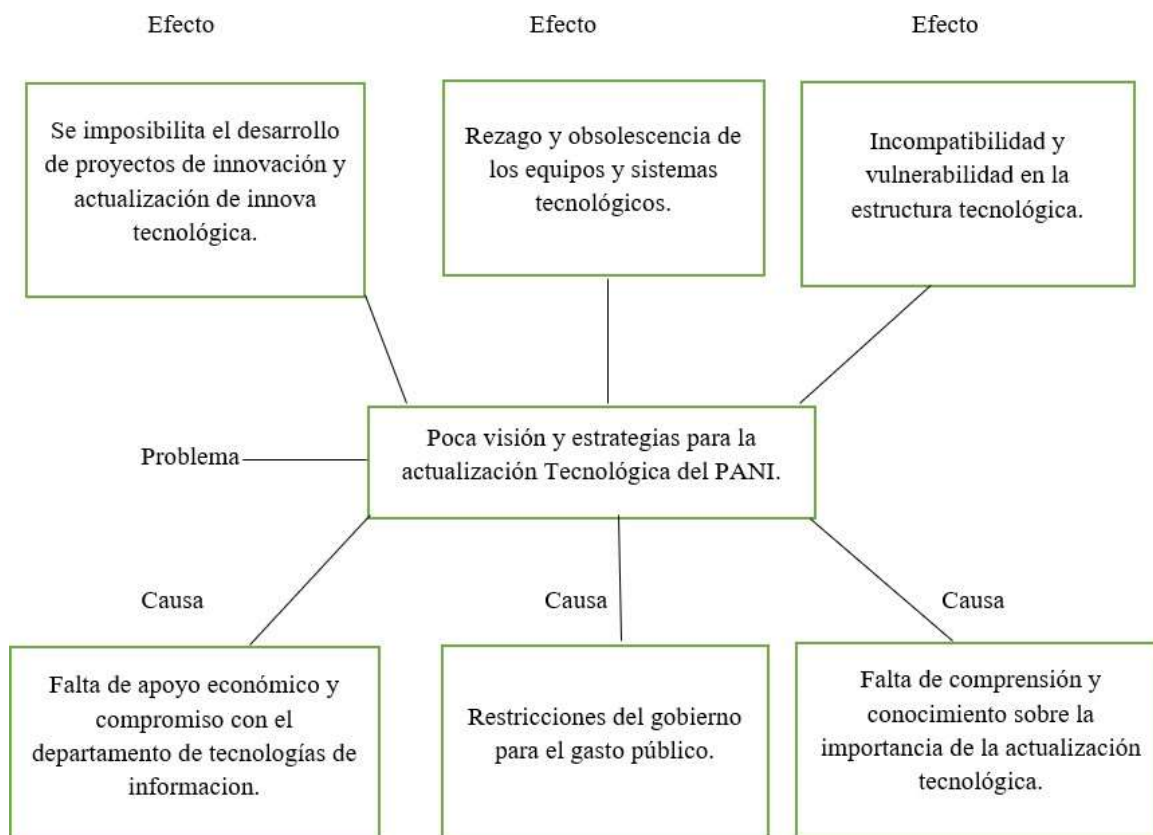 Efecto
Efecto
Efecto
Se imposibilita el desarrollo
de proyectos de innovación y
actualización de innova
tecnológica.
Rezago y obsolescencia de
los equipos y sistemas
tecnológicos.
Incompatibilidad y
vulnerabilidad en la
estructura tecnológica.
Problema
Poca visión y estrategias para la
actualización Tecnológica del PANI.
Causa
Causa
Causa
Falta de apoyo económico y
compromiso con el
departamento de tecnologías de
informacion.
Restricciones del gobierno
para el gasto público.
Falta de comprensión y
conocimiento sobre la
importancia de la actualización
tecnológica.